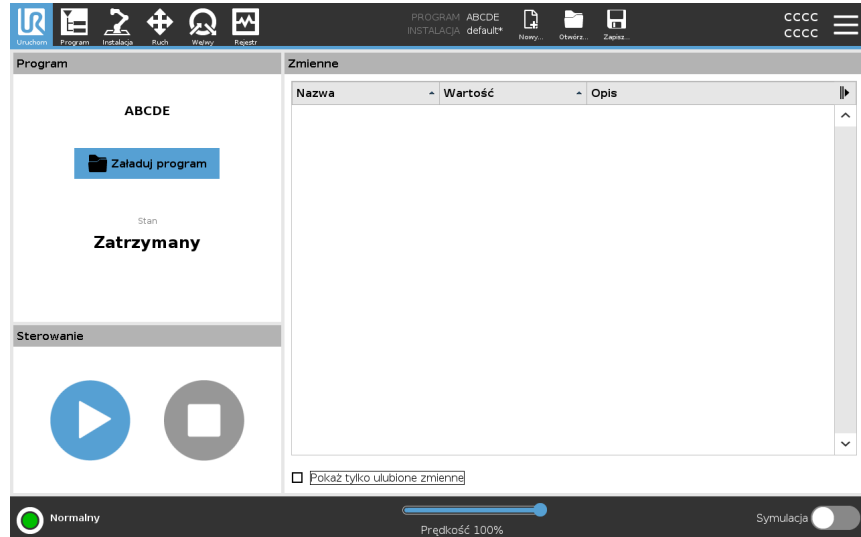 UR
PROGRAM ABCDE
INSTALACJA default*
Uruchom Program Instalacja Ruch We/wy Rejestr
Nowy... Otwórz... Zapisz...
CCCC
CCCC
Program
ABCDE
Załaduj program
Stan
Zatrzymany
Sterowanie
Zmienne
Nazwa Wartość Opis
Pokaż tylko ulubione zmienne
Normalny
Prędkość 100%
Symulacja